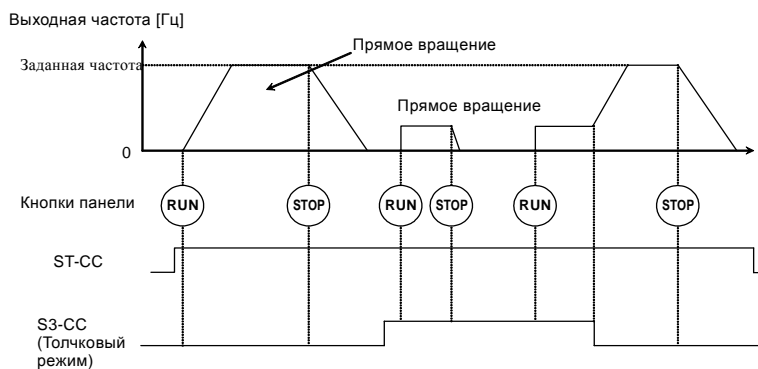 Выходная частота [Гц]
Прямое вращение
Заданная частота
Прямое вращение
0
Кнопки панели
RUN STOP RUN STOP RUN STOP
ST-CC
S3-CC
(Толчковый
режим)